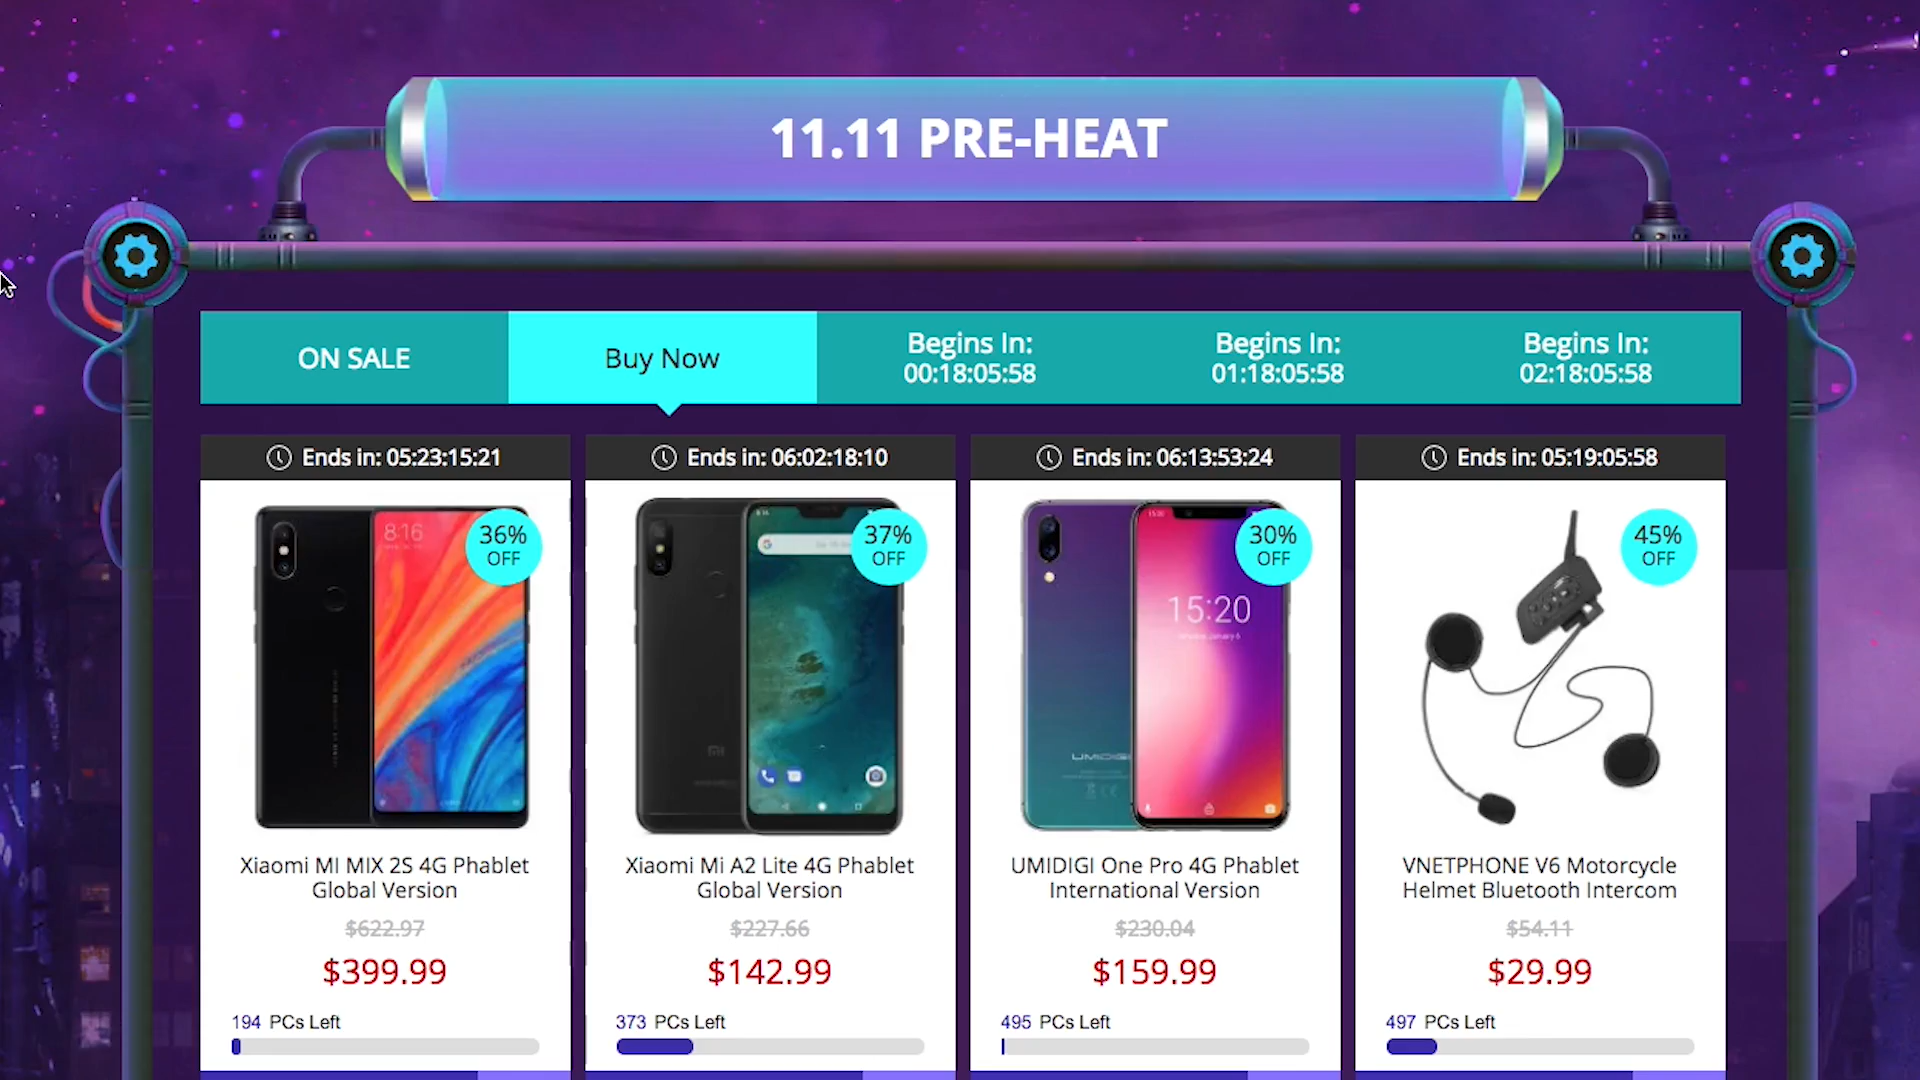 11.11 PRE-HEAT
ON SALE
Buy Now
Begins In:
00:18:05:58
Begins In:
01:18:05:58
Begins In:
02:18:05:58
Ends in: 05:23:15:21
Ends in: 06:02:18:10
Ends in: 06:13:53:24
Ends in: 05:19:05:58
8:16
36%
OFF
37%
OFF
15:20
UMIDIGI
30%
OFF
45%
OFF
Xiaomi MI MIX 2S 4G Phablet
Global Version
$622.97
$399.99
194 PCs Left
Xiaomi Mi A2 Lite 4G Phablet
Global Version
$227.66
$142.99
373 PCs Left
UMIDIGI One Pro 4G Phablet
International Version
$230.04
$159.99
495 PCs Left
VNETPHONE V6 Motorcycle
Helmet Bluetooth Intercom
$54.11
$29.99
497 PCs Left